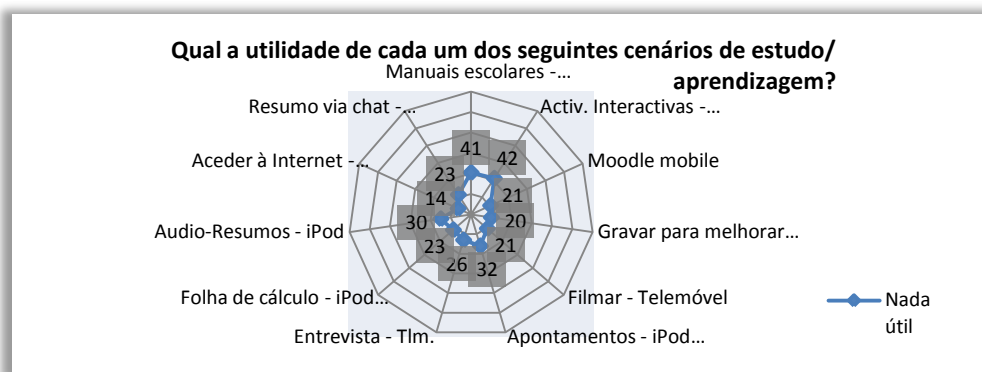 Qual a utilidade de cada um dos seguintes cenários de estudo/
aprendizagem?
Manuais escolares -...
Resumo via chat -...
Activ. Interactivas -...
Aceder à Internet -...
Moodle mobile
41
42
23
21
14
30
20
Audio-Resumos - iPod
Gravar para melhorar...
23
21
26
32
Folha de cálculo - iPod...
Filmar - Telemóvel
Nada
útil
Entrevista - Tlm.
Apontamentos - iPod...